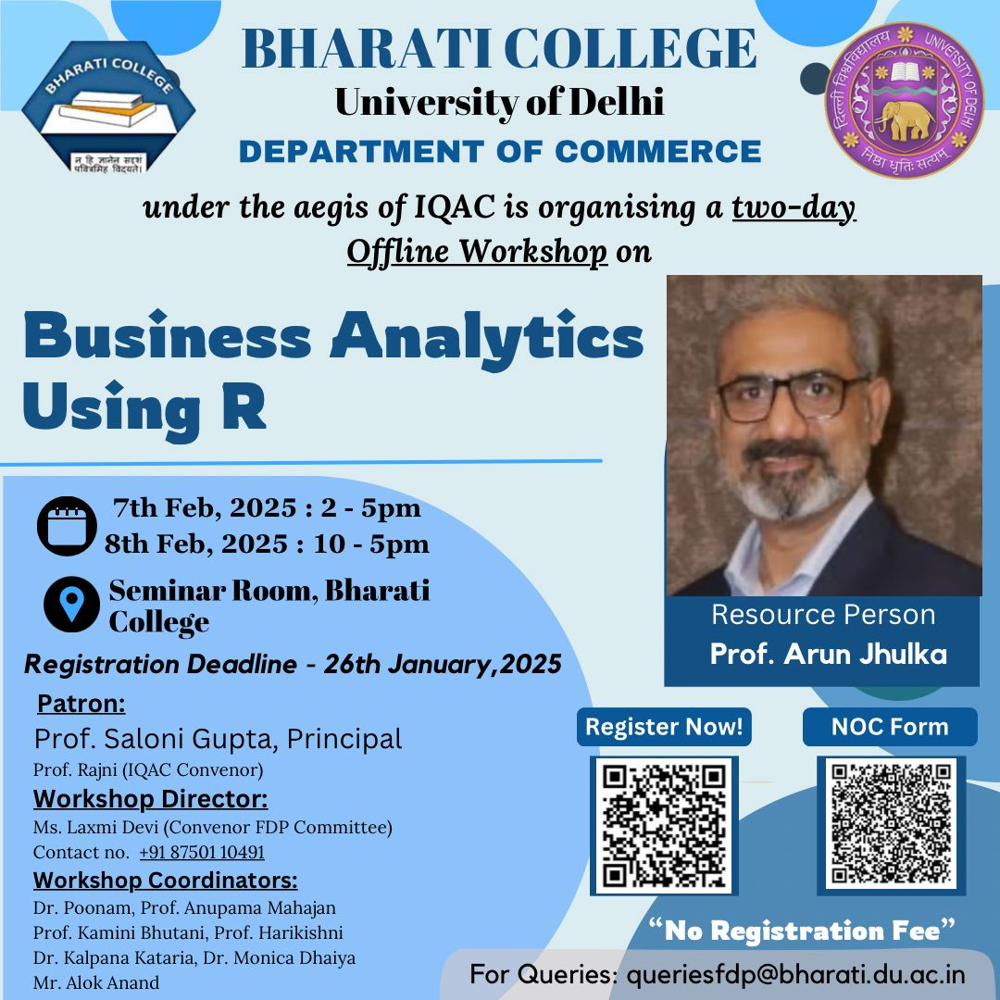 BHARATI COLLEGE
न हि ज्ञानेन सदृशं
पवित्रमिह विद्यते।
BHARATI COLLEGE
University of Delhi
DEPARTMENT OF COMMERCE
दिल्ली विश्वविद्यालय
UNIVERSITY OF DELHI
निष्ठा धृतिः सत्यम्
under the aegis of IQAC is organising a two-day
Offline Workshop on
Business Analytics
Using R
7th Feb, 2025 : 2 - 5pm
8th Feb, 2025 : 10 - 5pm
Seminar Room, Bharati
College
Registration Deadline - 26th January,2025
Patron:
Prof. Saloni Gupta, Principal
Prof. Rajni (IQAC Convenor)
Workshop Director:
Ms. Laxmi Devi (Convenor FDP Committee)
Contact no. +91 87501 10491
Workshop Coordinators:
Dr. Poonam, Prof. Anupama Mahajan
Prof. Kamini Bhutani, Prof. Harikishni
Dr. Kalpana Kataria, Dr. Monica Dhaiya
Mr. Alok Anand
Resource Person
Prof. Arun Jhulka
Register Now!
NOC Form
“No Registration Fee”
For Queries: queriesfdp@bharati.du.ac.in